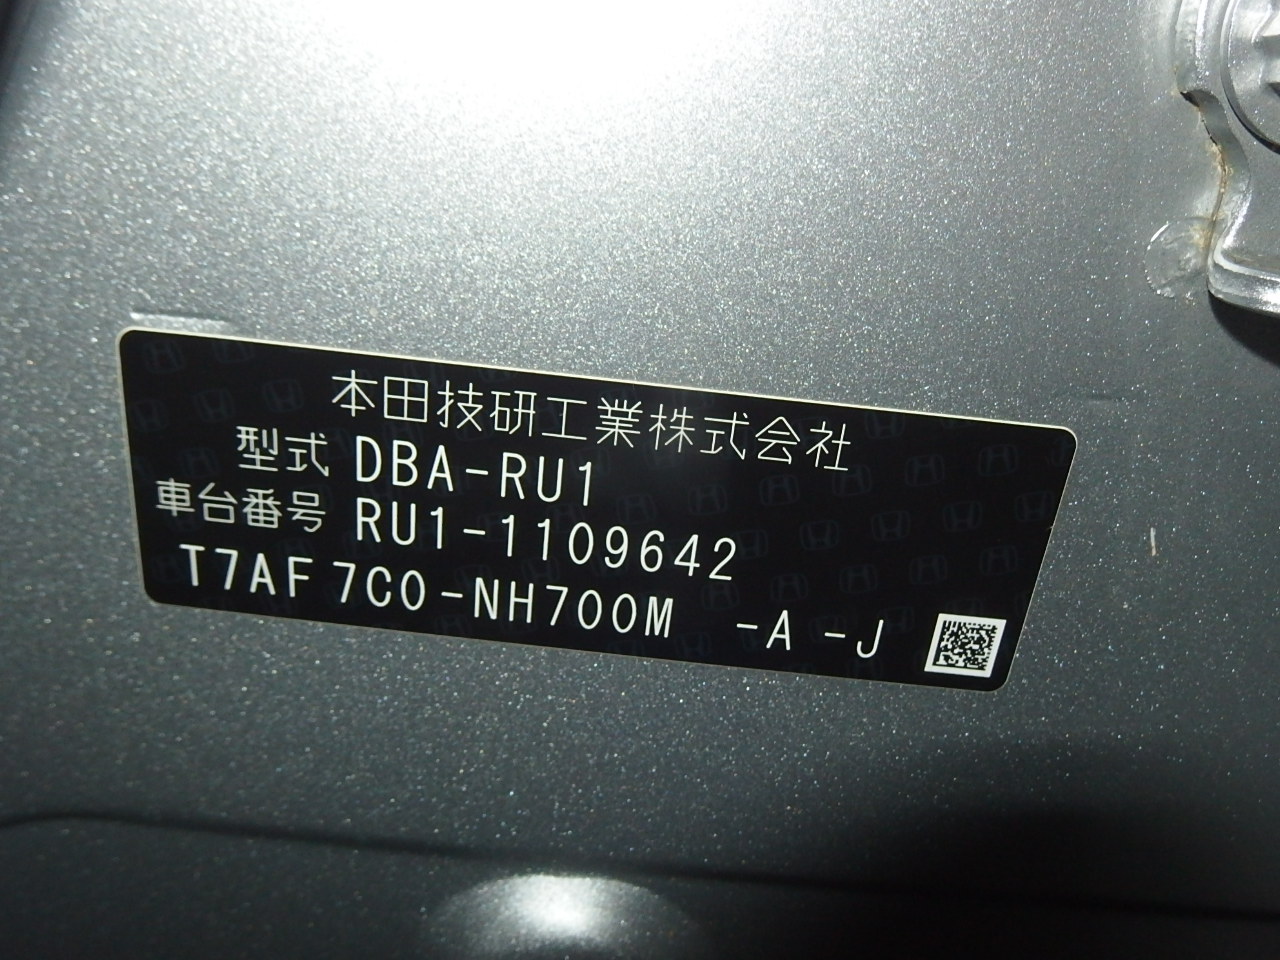 本田技研工業株式会社
型式 DBA-RU1
車台番号 RU1-1109642
T7AF7C0-NH700M -A-J